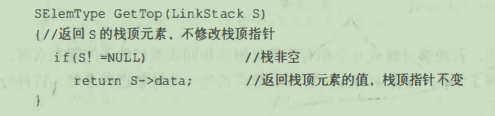 SElemType GetTop(LinkStack S)
{//返回S的栈顶元素，不修改栈顶指针
if(S! =NULL) //栈非空
return S->data; //返回栈顶元素的值，栈顶指针不变
}